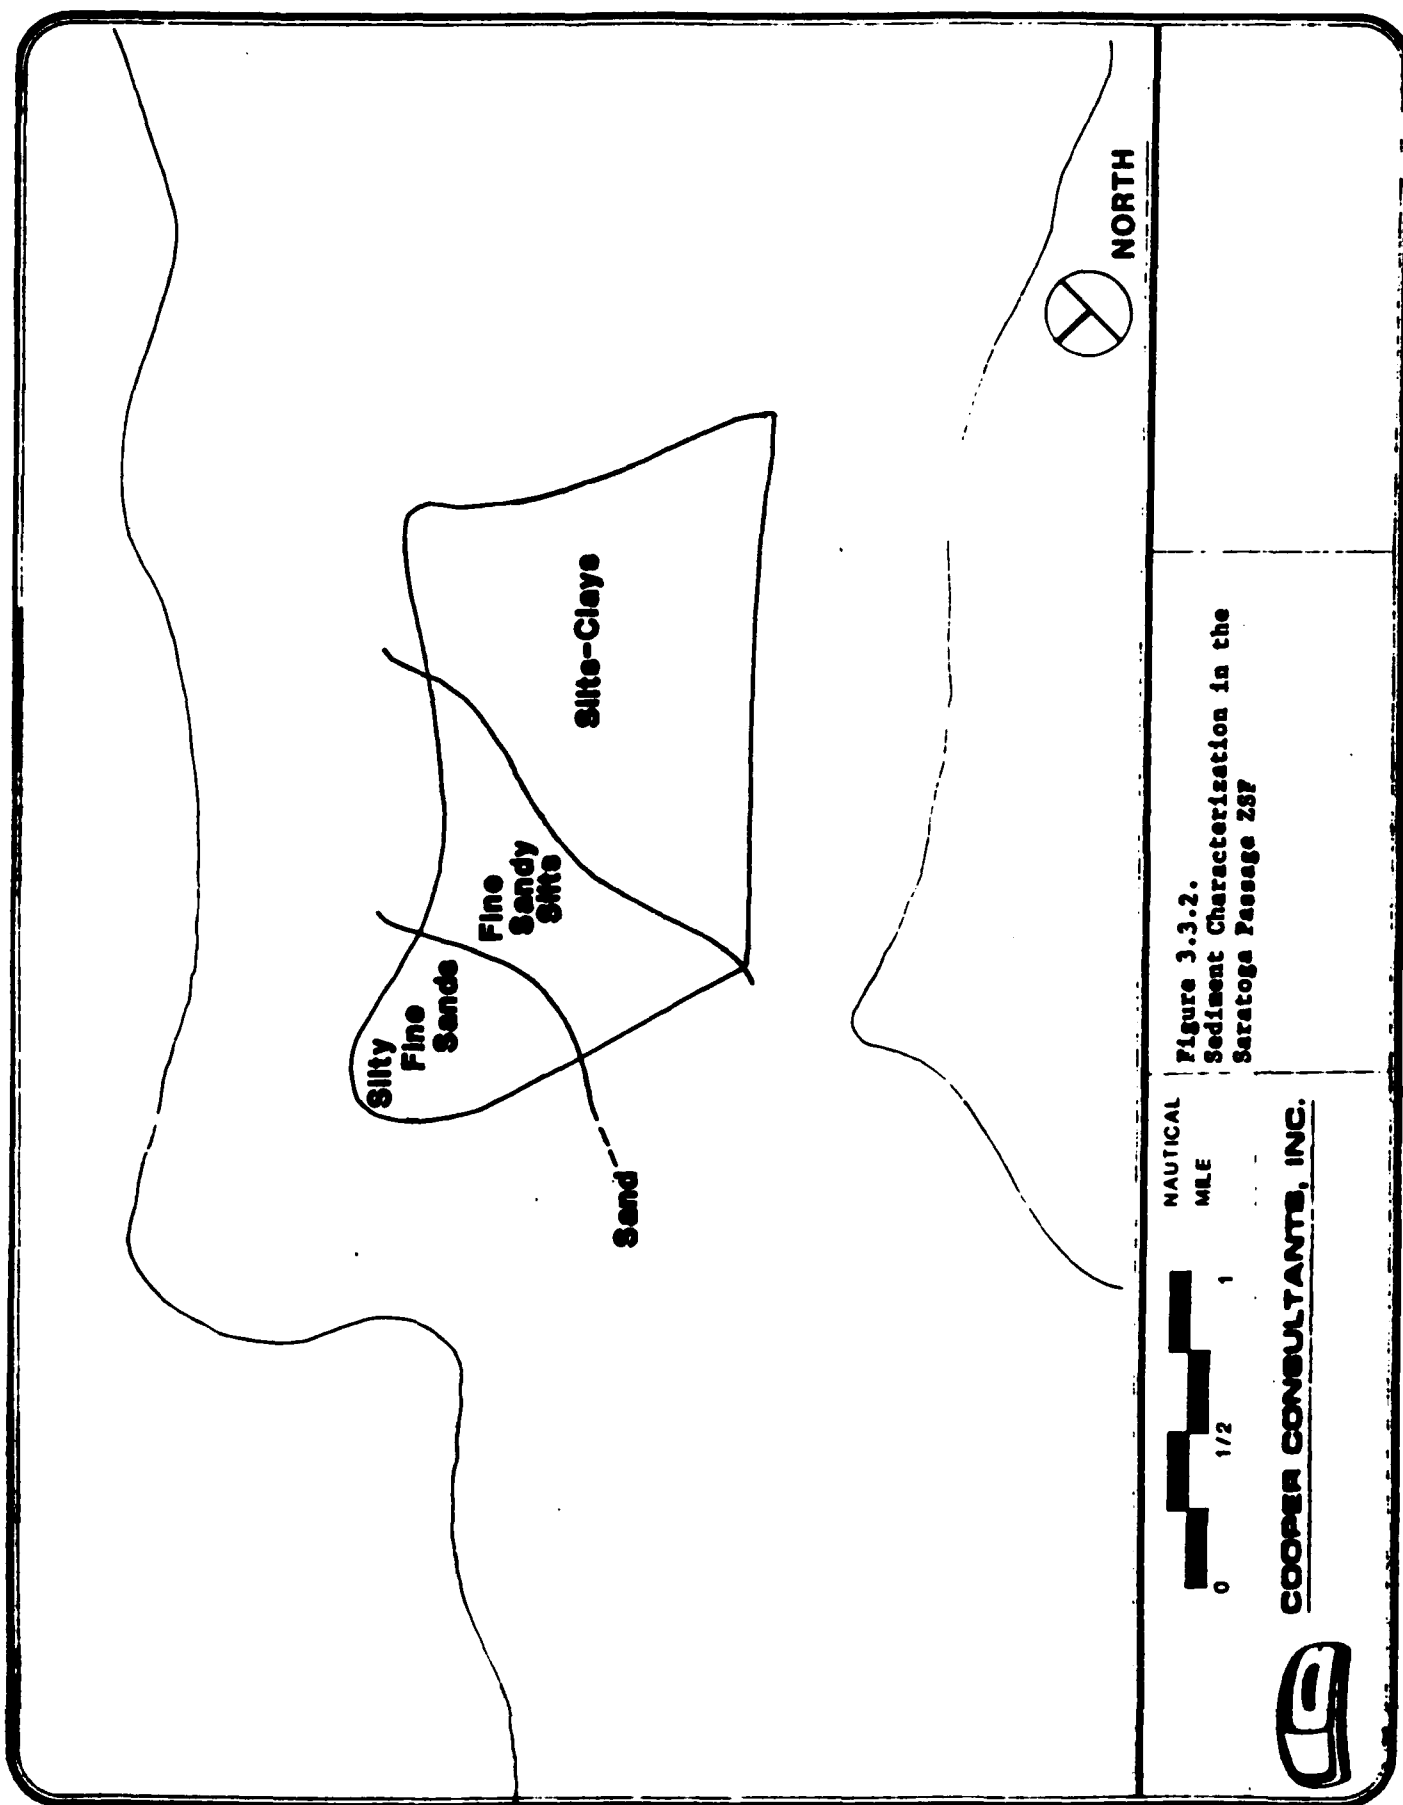 Silty
Fine
Sands
Fine
Sandy
Silts
Silts-Clays
Sand
NORTH
NAUTICAL
MILE
0 1/2 1
Figure 3.3.2.
Sediment Characterization in the
Saratoga Passage ZSF
COOPER CONSULTANTS, INC.